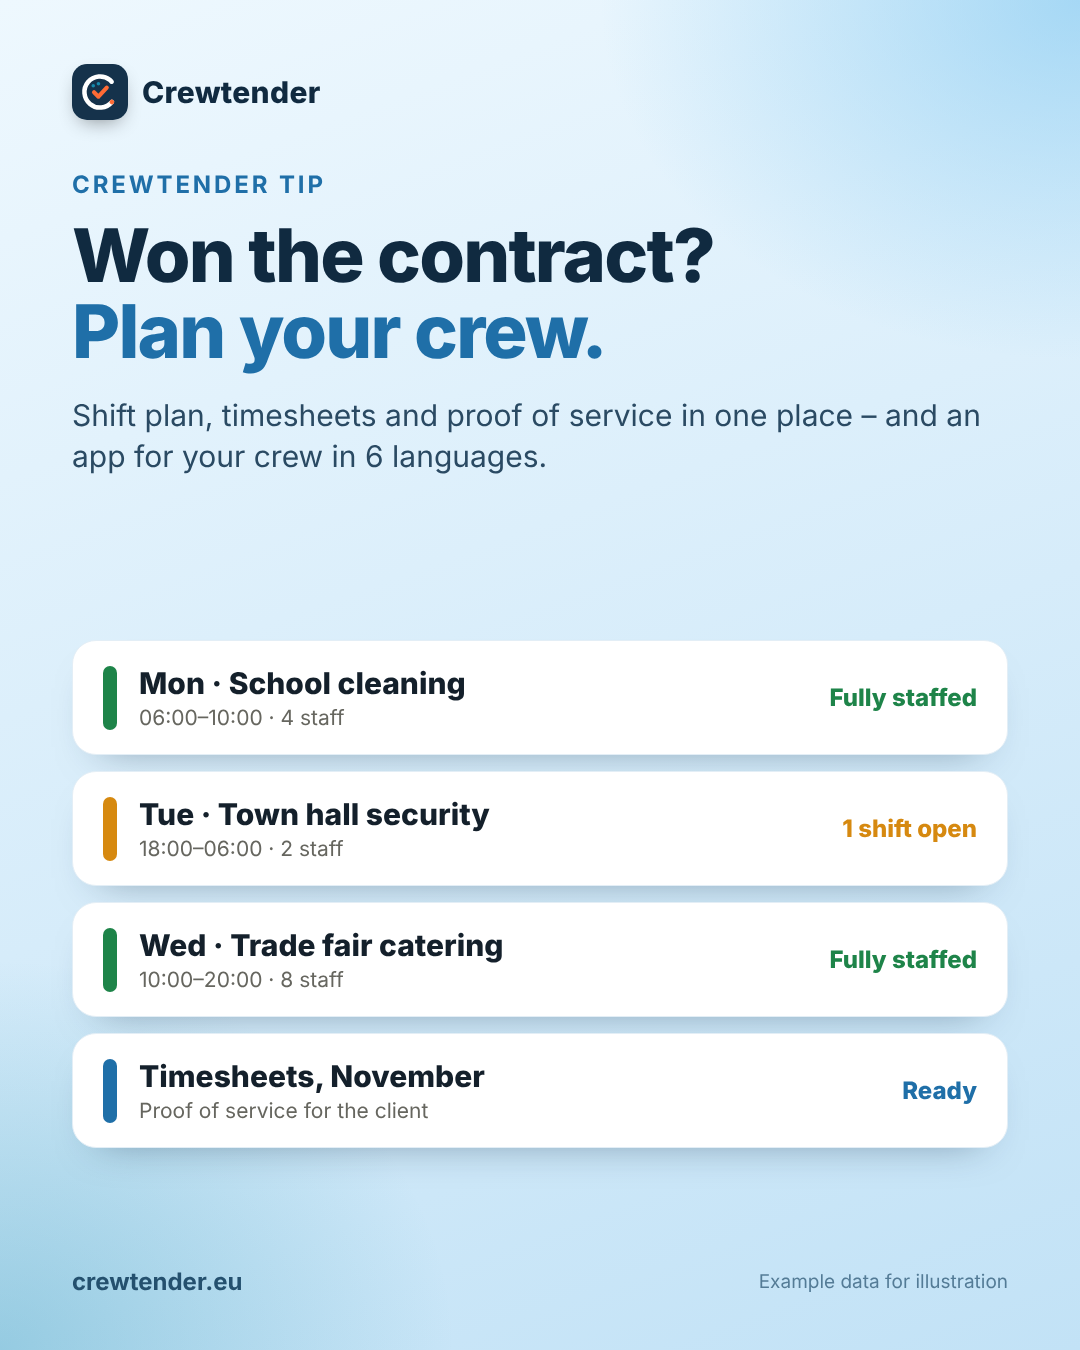 Crewtender
CREWTENDER TIP
Won the contract?
Plan your crew.
Shift plan, timesheets and proof of service in one place – and an
app for your crew in 6 languages.
Mon · School cleaning
06:00–10:00 · 4 staff
Fully staffed
Tue · Town hall security
18:00–06:00 · 2 staff
1 shift open
Wed · Trade fair catering
10:00–20:00 · 8 staff
Fully staffed
Timesheets, November
Proof of service for the client
Ready
crewtender.eu
Example data for illustration